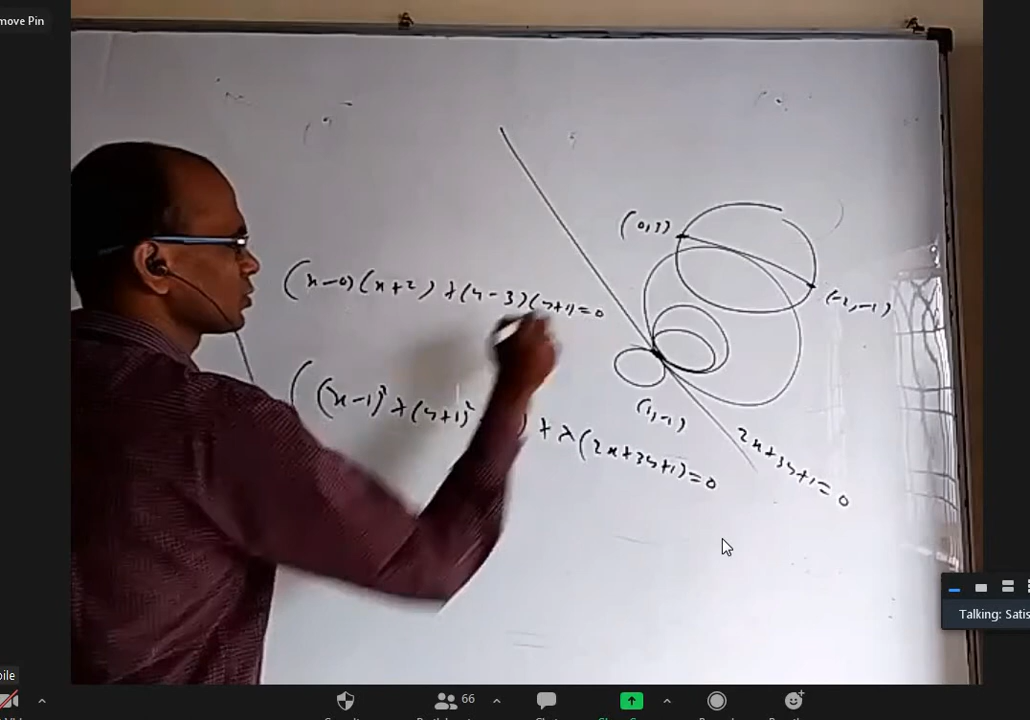 move Pin
(0,3)
(x-0)(x+2)+(y-3)(y+1)=0
(-2,-1)
((x-1)²+(y+1)²
)+λ(2x+3y+1)=0
(1,-1)
2x+3y+1=0
Talking: Satis
bile
66